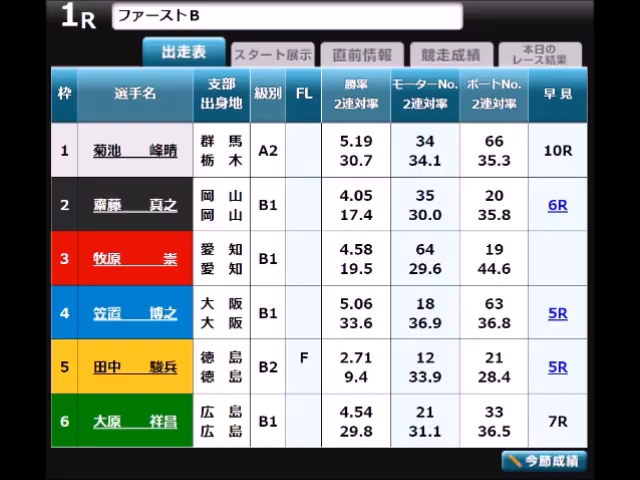 1R ファーストB
出走表 スタート展示 直前情報 競走成績 本日の
レース結果
枠 選手名 支部 級別 FL 勝率 モーターNo. ボートNo. 早見
出身地 2連対率 2連対率 2連対率
1 菊池 峰晴 群馬 A2 5.19 34 66 10R
栃木 30.7 34.1 35.3
2 齋藤 真之 岡山 B1 4.05 35 20 6R
岡山 17.4 30.0 35.8
3 牧原 崇 愛知 B1 4.58 64 19
愛知 19.5 29.6 44.6
4 笠置 博之 大阪 B1 5.06 18 63 5R
大阪 33.6 36.9 36.8
5 田中 駿兵 徳島 B2 F 2.71 12 21 5R
徳島 9.4 33.9 28.4
6 大原 祥昌 広島 B1 4.54 21 33 7R
広島 29.8 31.1 36.5
今節成績